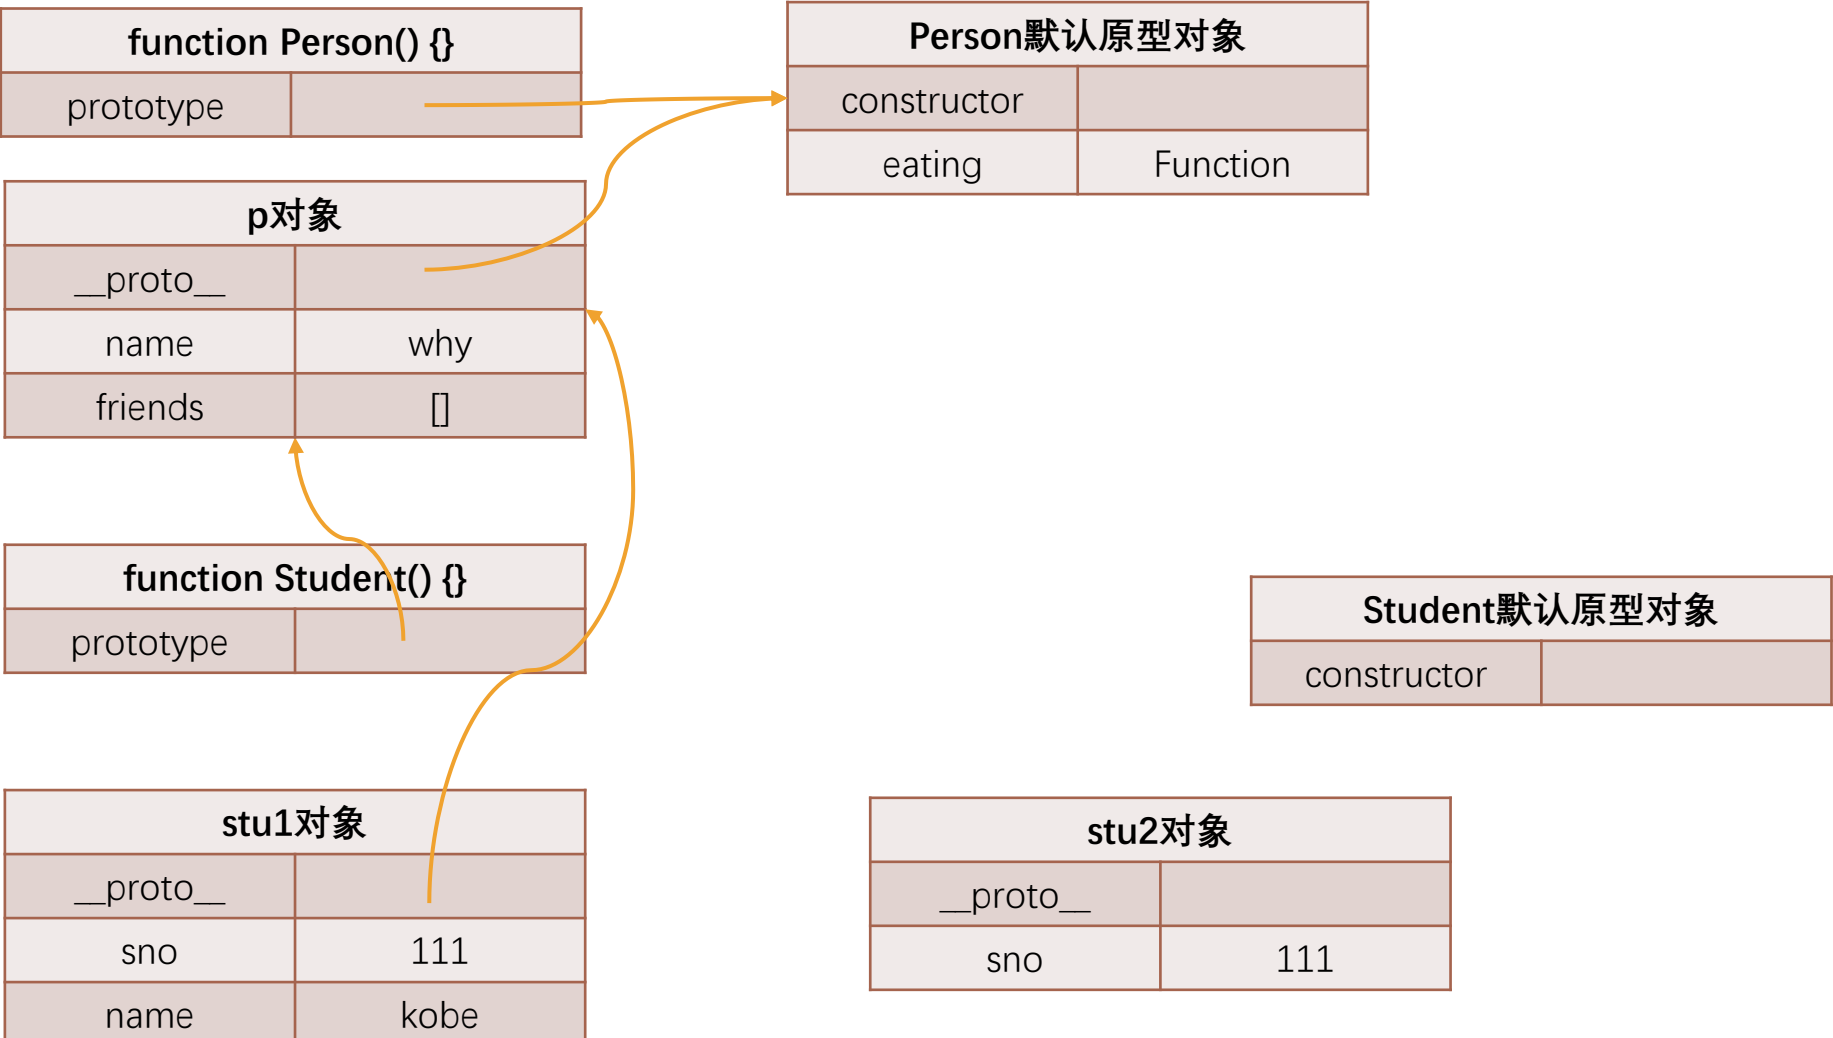 function Person() {}
prototype
Person默认原型对象
constructor
eating Function
p对象
__proto__
name why
friends []
function Student() {}
prototype
Student默认原型对象
constructor
stu1对象
__proto__
sno 111
name kobe
stu2对象
__proto__
sno 111